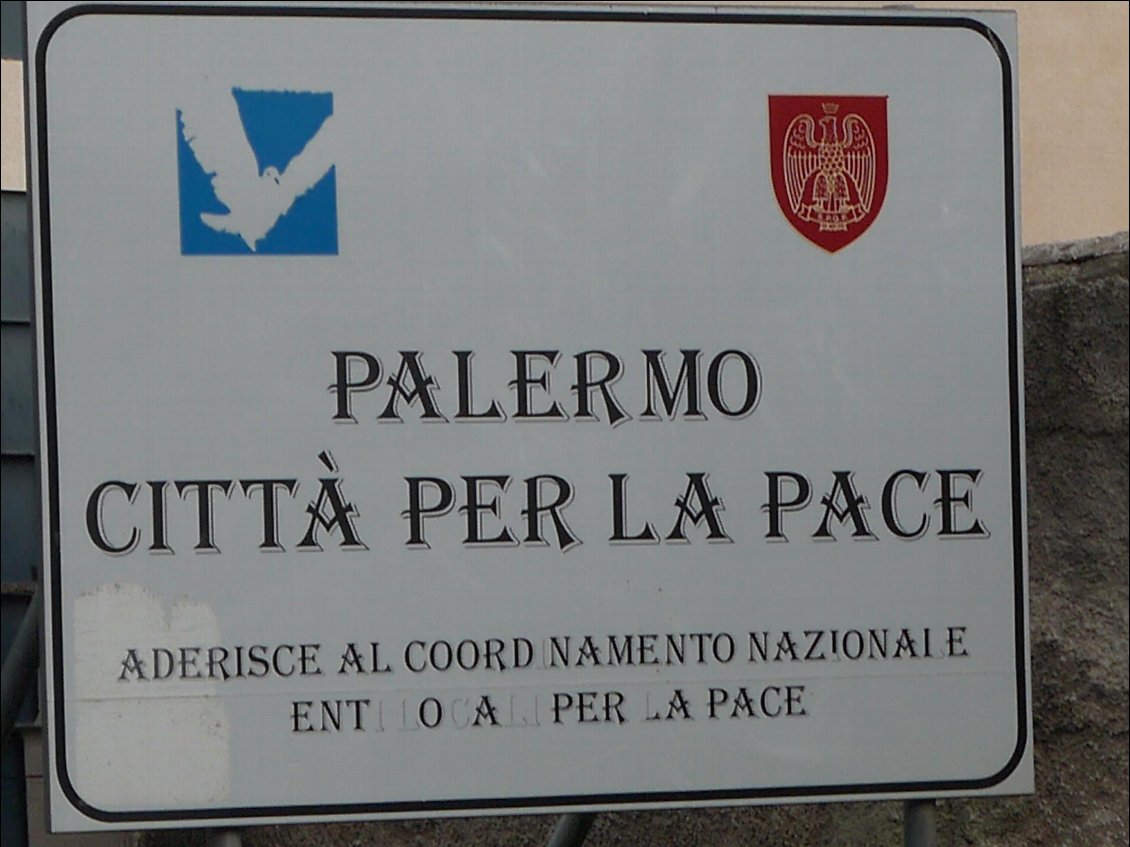 S.P.Q.P.
PALERMO
CITTÀ PER LA PACE
ADERISCE AL COORDINAMENTO NAZIONALE
ENTI LOCALI PER LA PACE